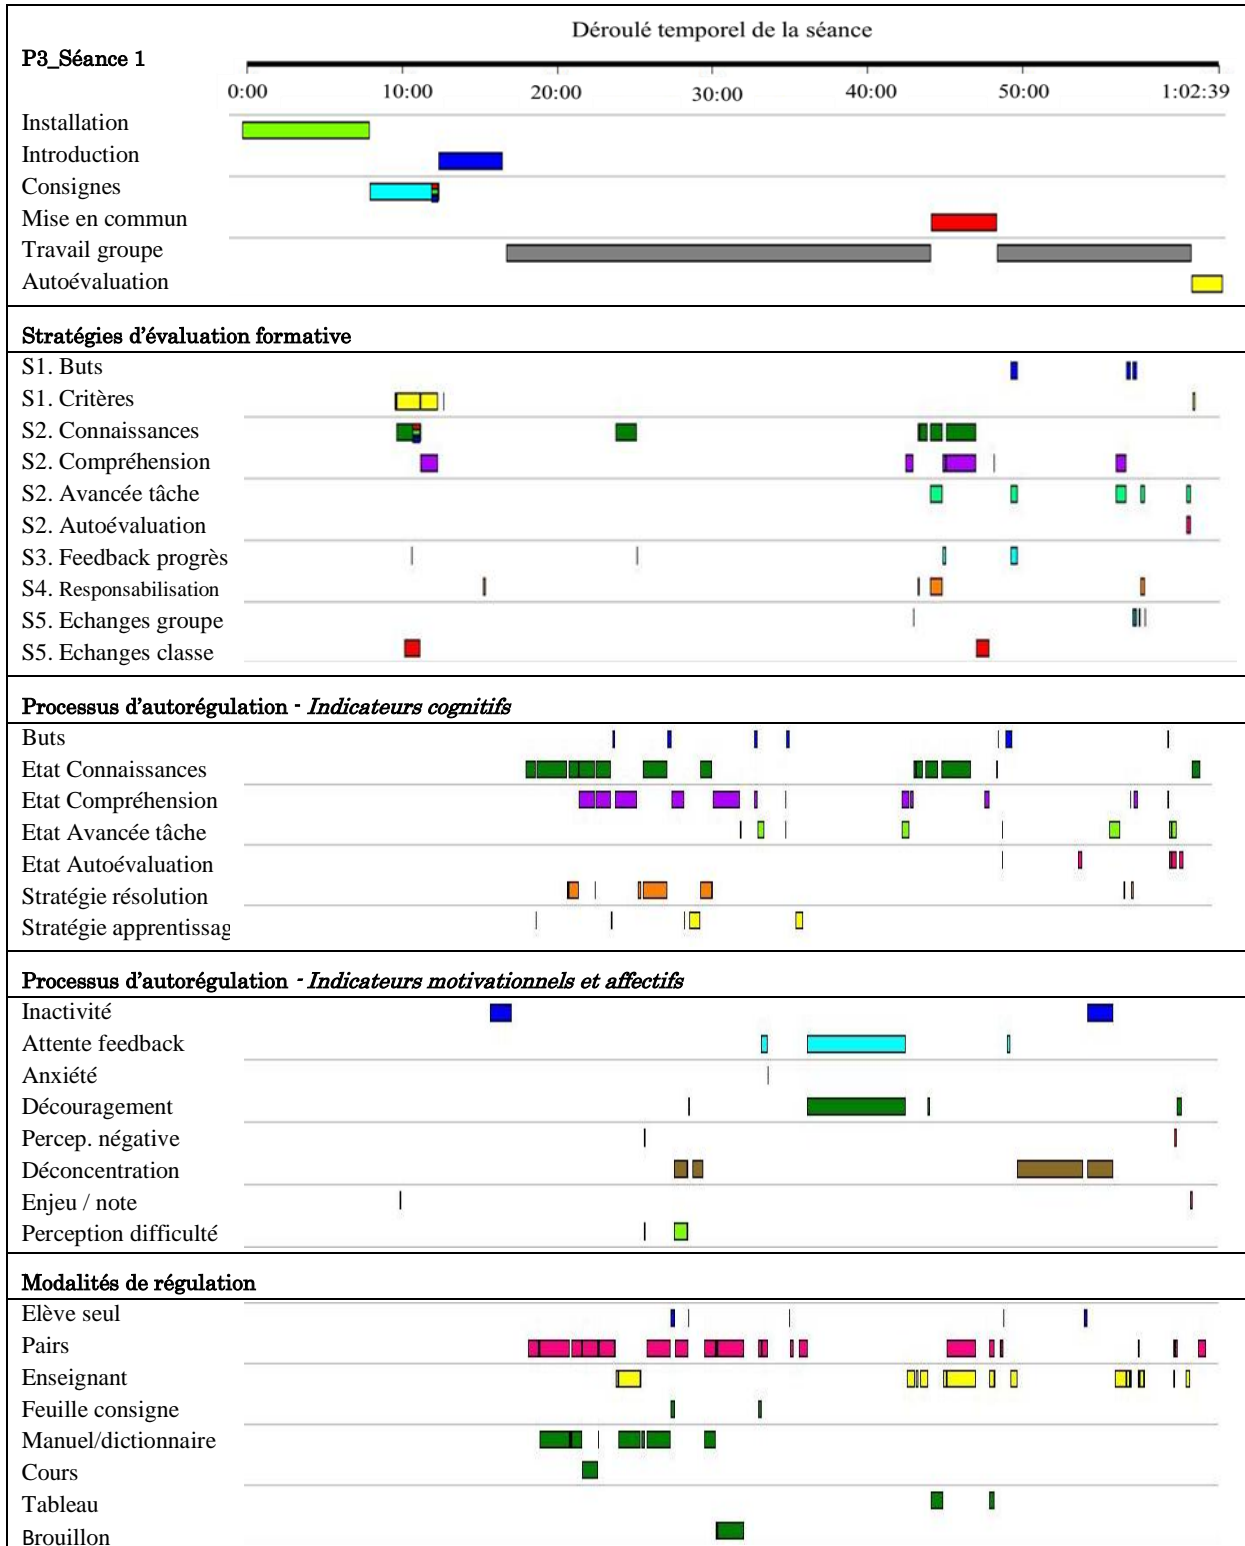 Déroulé temporel de la séance
P3_Séance 1
0:00 10:00 20:00 30:00 40:00 50:00 1:02:39
Installation
Introduction
Consignes
Mise en commun
Travail groupe
Autoévaluation
Stratégies d'évaluation formative
S1. Buts
S1. Critères
S2. Connaissances
S2. Compréhension
S2. Avancée tâche
S2. Autoévaluation
S3. Feedback progrès
S4. Responsabilisation
S5. Echanges groupe
S5. Echanges classe
Processus d'autorégulation - Indicateurs cognitifs
Buts
Etat Connaissances
Etat Compréhension
Etat Avancée tâche
Etat Autoévaluation
Stratégie résolution
Stratégie apprentissag
Processus d'autorégulation - Indicateurs motivationnels et affectifs
Inactivité
Attente feedback
Anxiété
Découragement
Percep. négative
Déconcentration
Enjeu / note
Perception difficulté
Modalités de régulation
Elève seul
Pairs
Enseignant
Feuille consigne
Manuel/dictionnaire
Cours
Tableau
Brouillon